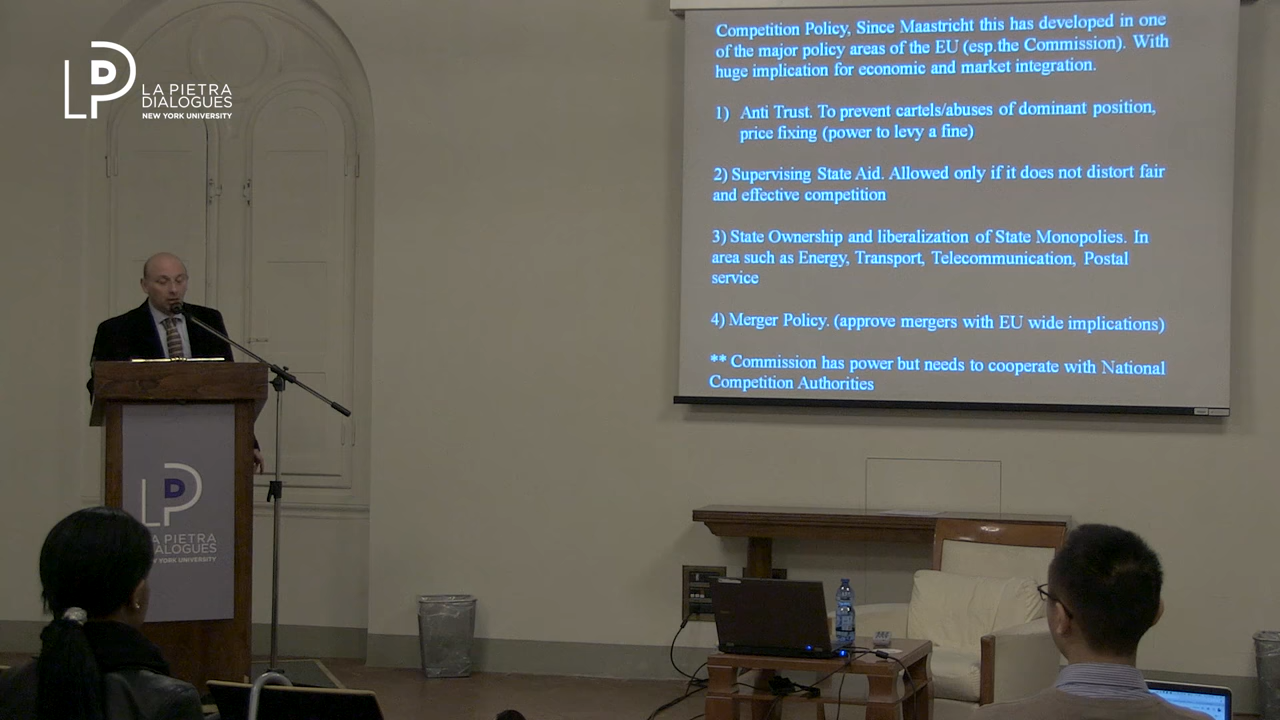 LA PIETRA
DIALOGUES
NEW YORK UNIVERSITY
Competition Policy, Since Maastricht this has developed in one
of the major policy areas of the EU (esp.the Commission). With
huge implication for economic and market integration.
1) Anti Trust. To prevent cartels/abuses of dominant position,
price fixing (power to levy a fine)
2) Supervising State Aid. Allowed only if it does not distort fair
and effective competition
3) State Ownership and liberalization of State Monopolies. In
area such as Energy, Transport, Telecommunication, Postal
service
4) Merger Policy. (approve mergers with EU wide implications)
** Commission has power but needs to cooperate with National
Competition Authorities
LA PIETRA
DIALOGUES
NEW YORK UNIVERSITY